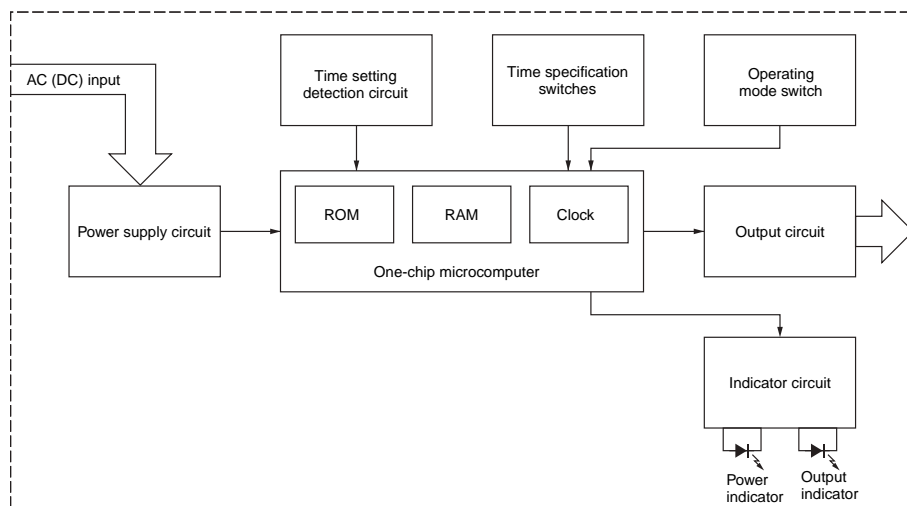 AC (DC) input
Time setting
detection circuit
Time specification
switches
Operating
mode switch
Power supply circuit
ROM
RAM
Clock
One-chip microcomputer
Output circuit
Indicator circuit
Power
indicator
Output
indicator